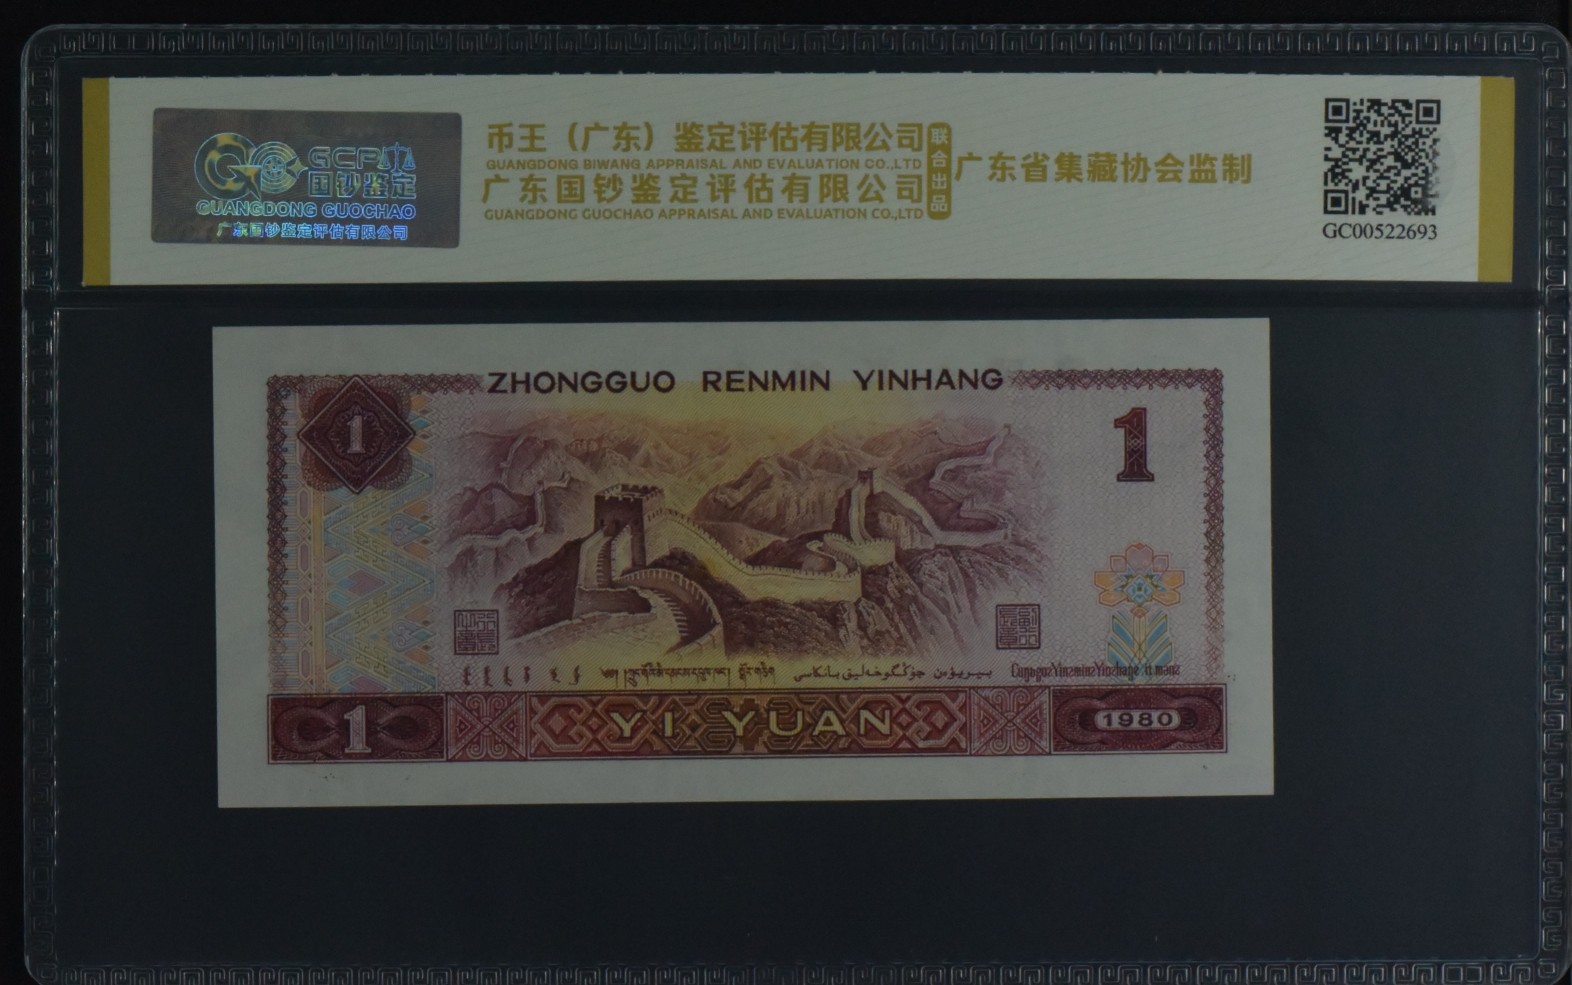 GCP
国钞鉴定
GUANGDONG GUOCHAO
广东国钞鉴定评估有限公司
币王（广东）鉴定评估有限公司
GUANGDONG BIWANG APPRAISAL AND EVALUATION CO.,LTD
广东国钞鉴定评估有限公司
GUANGDONG GUOCHAO APPRAISAL AND EVALUATION CO.,LTD
联合出品
广东省集藏协会监制
GC00522693
ZHONGGUO RENMIN YINHANG
1
1
1
YI YUAN
1980